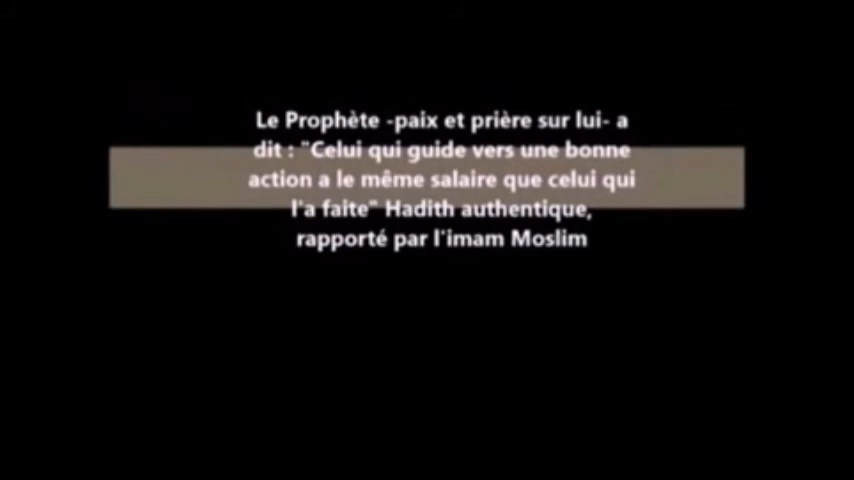 Le Prophète -paix et prière sur lui- a
dit : "Celui qui guide vers une bonne
action a le même salaire que celui qui
l'a faite" Hadith authentique,
rapporté par l'imam Moslim